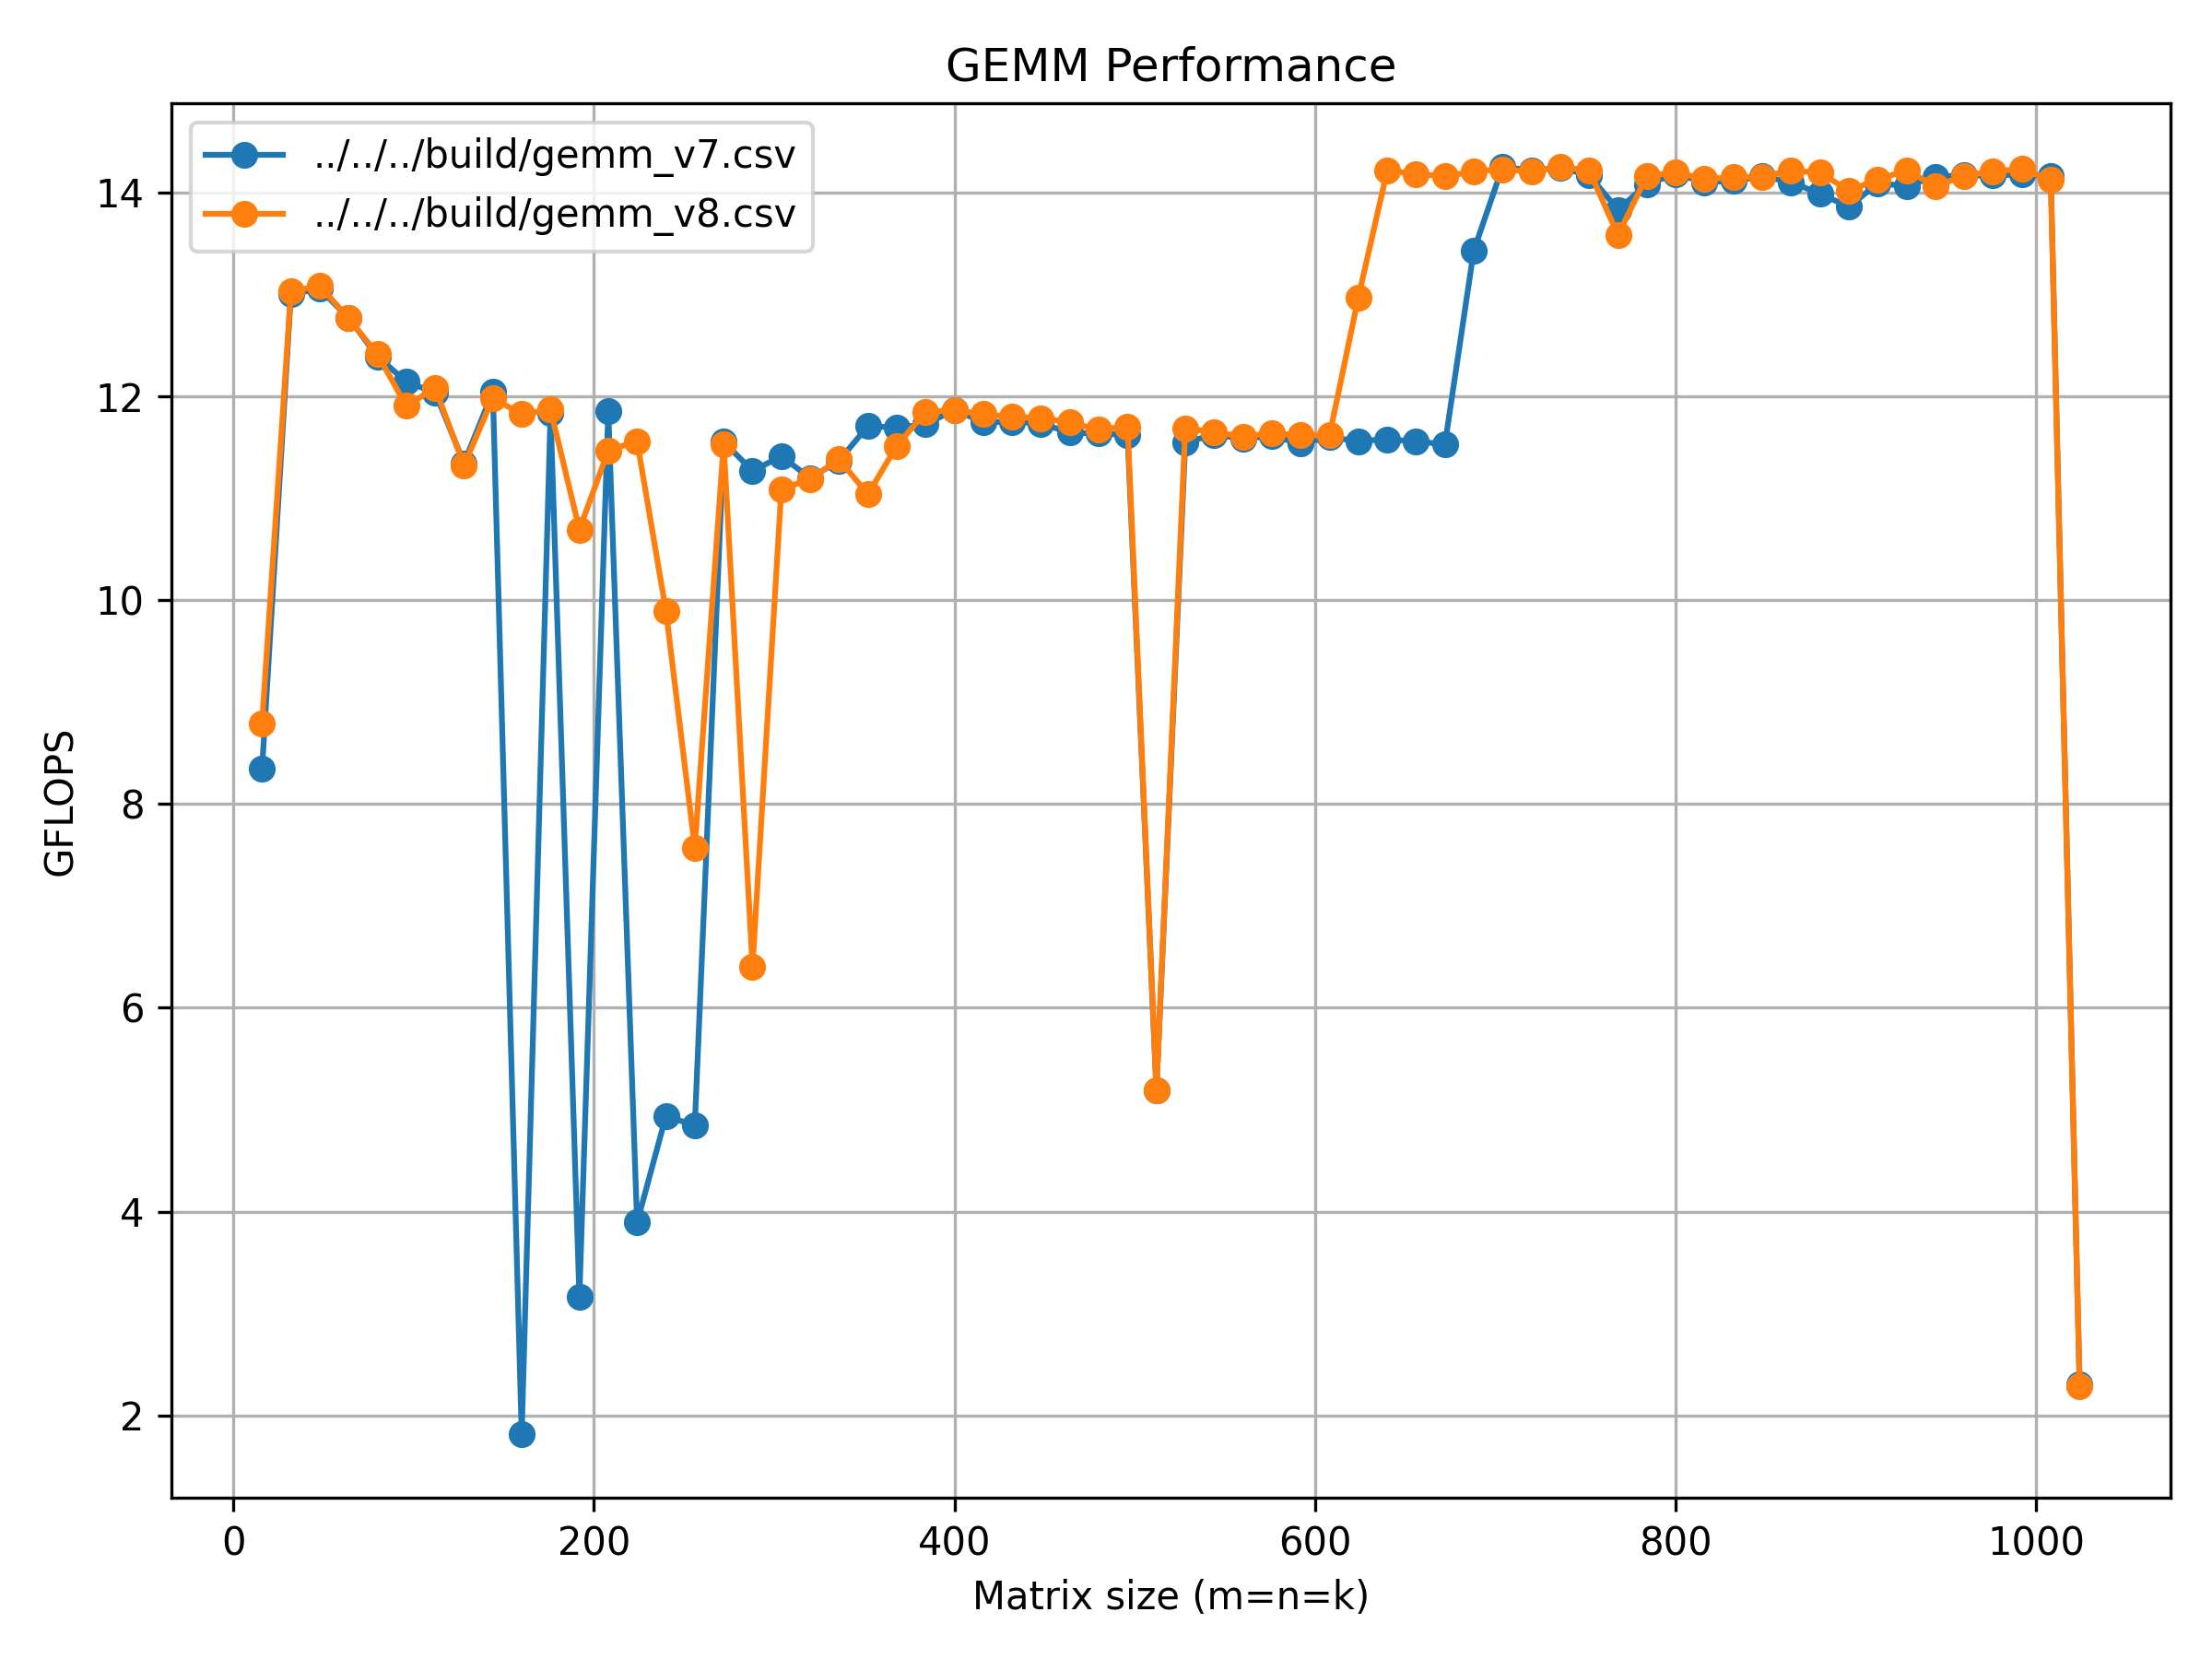 GEMM Performance
../../../build/gemm_v7.csv
../../../build/gemm_v8.csv
GFLOPS
14
12
10
8
6
4
2
0 200 400 600 800 1000
Matrix size (m=n=k)